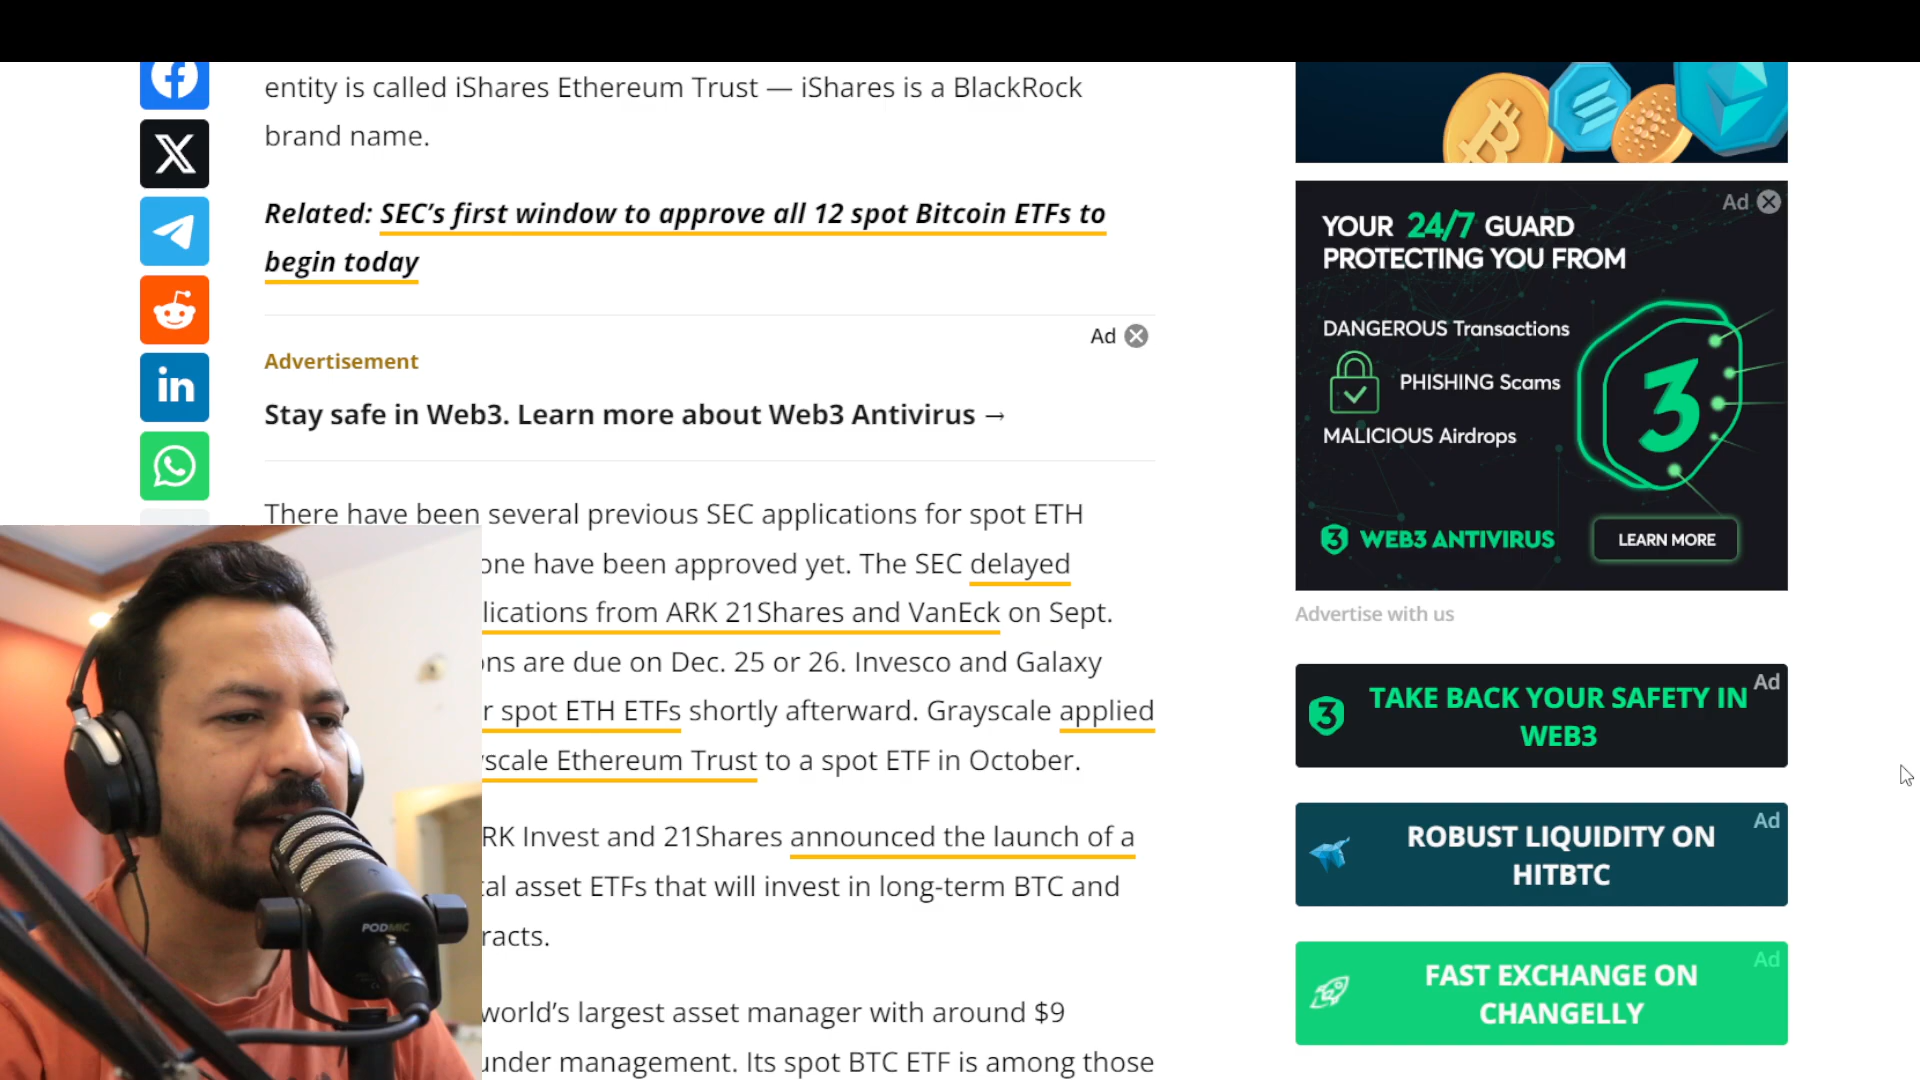 entity is called iShares Ethereum Trust — iShares is a BlackRock
brand name.
Related: SEC’s first window to approve all 12 spot Bitcoin ETFs to
begin today
Ad
Advertisement
Stay safe in Web3. Learn more about Web3 Antivirus →
There have been several previous SEC applications for spot ETH
one have been approved yet. The SEC delayed
lications from ARK 21Shares and VanEck on Sept.
ons are due on Dec. 25 or 26. Invesco and Galaxy
r spot ETH ETFs shortly afterward. Grayscale applied
scale Ethereum Trust to a spot ETF in October.
RK Invest and 21Shares announced the launch of a
tal asset ETFs that will invest in long-term BTC and
racts.
world’s largest asset manager with around $9
under management. Its spot BTC ETF is among those
PODMIC
Ad
YOUR 24/7 GUARD
PROTECTING YOU FROM
DANGEROUS Transactions
PHISHING Scams
MALICIOUS Airdrops
3
3 WEB3 ANTIVIRUS
LEARN MORE
Advertise with us
Ad
3 TAKE BACK YOUR SAFETY IN
WEB3
Ad
ROBUST LIQUIDITY ON
HITBTC
Ad
FAST EXCHANGE ON
CHANGELLY